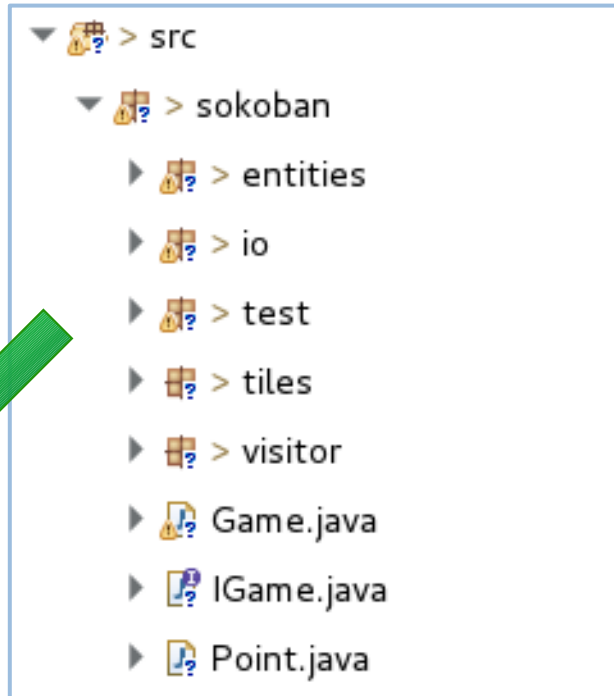 > src
> sokoban
> entities
> io
> test
> tiles
> visitor
Game.java
IGame.java
Point.java